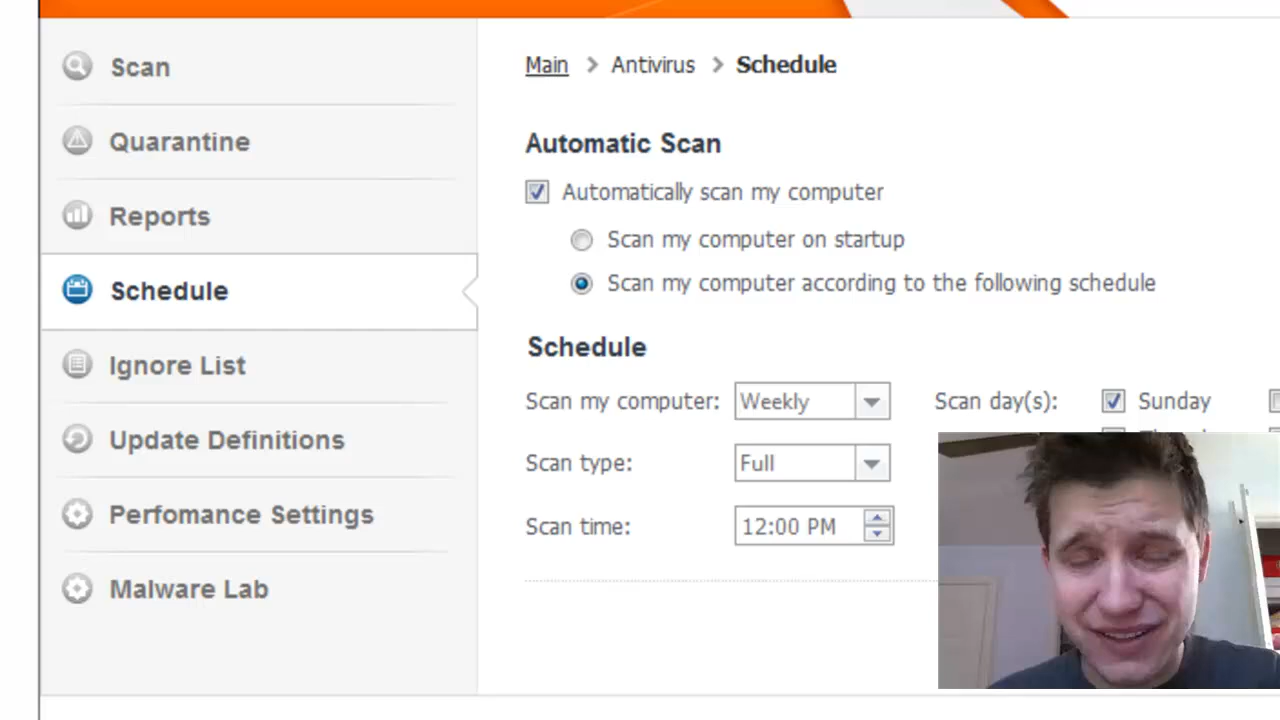 Scan
Quarantine
Reports
Schedule
Ignore List
Update Definitions
Perfomance Settings
Malware Lab
Main > Antivirus > Schedule
Automatic Scan
Automatically scan my computer
Scan my computer on startup
Scan my computer according to the following schedule
Schedule
Scan my computer: Weekly Scan day(s): Sunday
Scan type: Full
Scan time: 12:00 PM